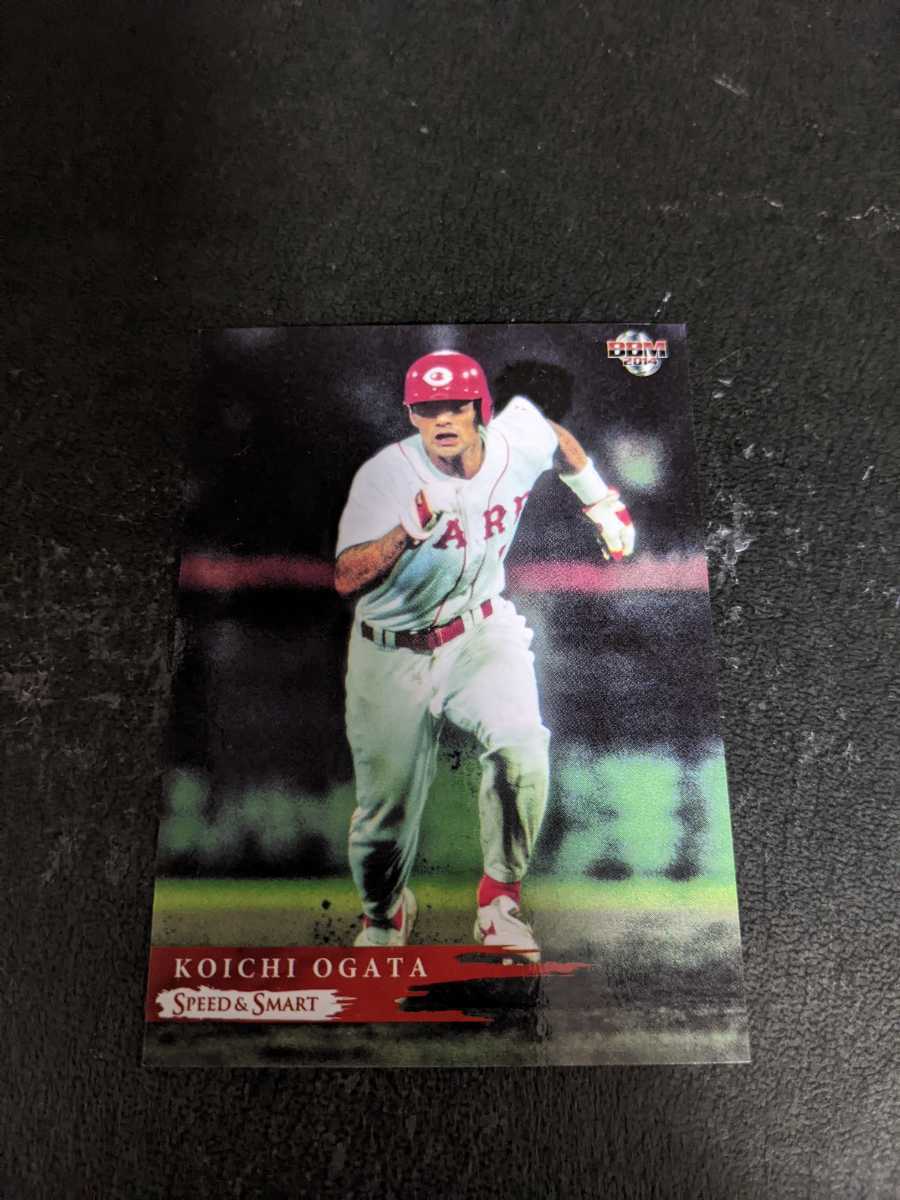 BBM
2014
CARP
KOICHI OGATA
SPEED & SMART